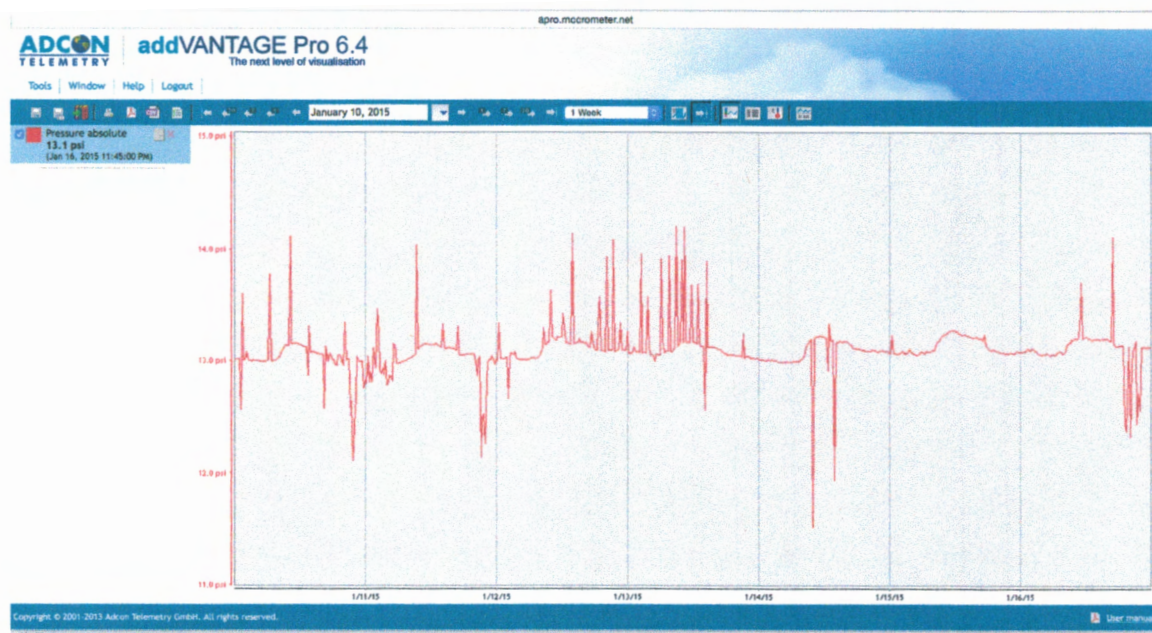 apro.mccrometer.net
ADCON
TELEMETRY
addVANTAGE Pro 6.4
The next level of visualisation
Tools Window Help Logout
January 10, 2015
1 Week
Pressure absolute
13.1 psi
(Jan 16, 2015 11:45:00 PM)
15.0 psi
14.0 psi
13.0 psi
12.0 psi
11.0 psi
1/11/15 1/12/15 1/13/15 1/14/15 1/15/15 1/16/15
Copyright © 2001-2013 Adcon Telemetry GmbH. All rights reserved.
User manual